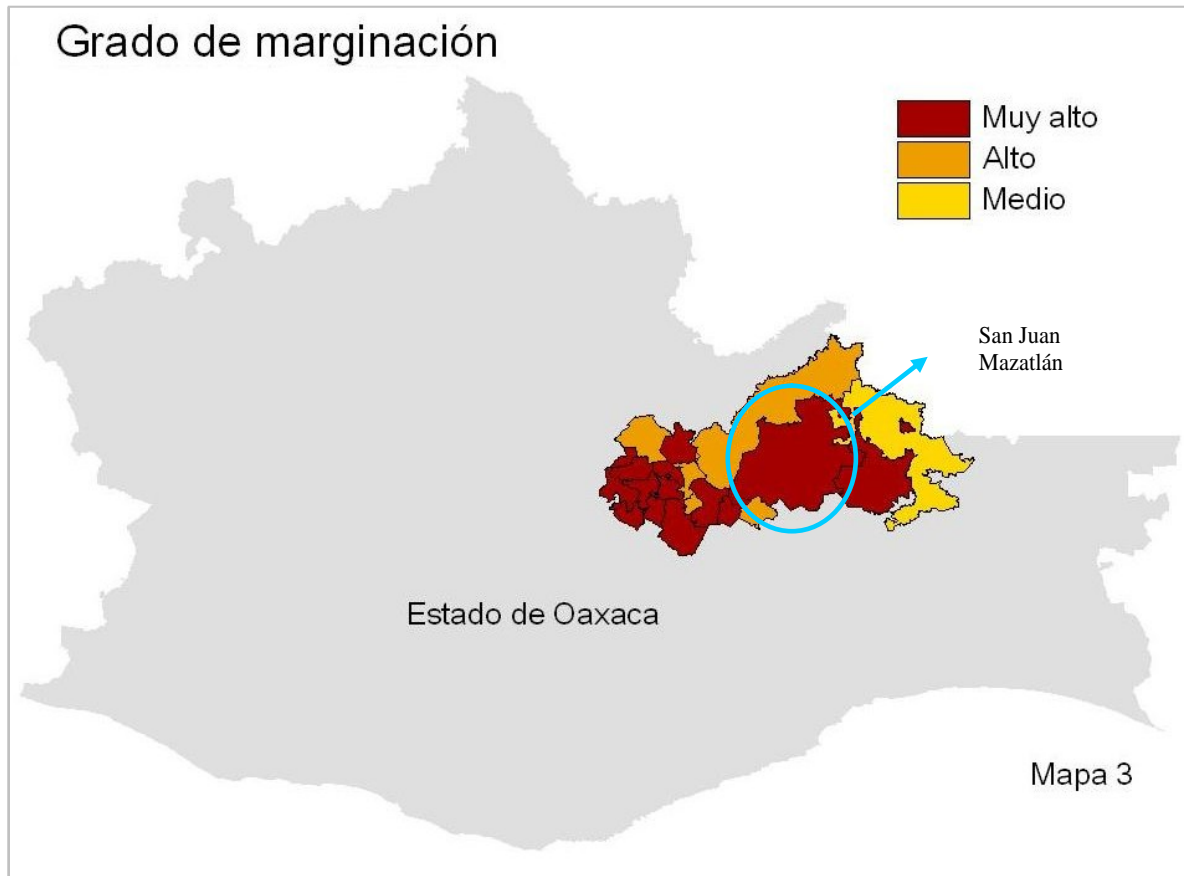 Grado de marginación
Muy alto
Alto
Medio
San Juan
Mazatlán
Estado de Oaxaca
Mapa 3